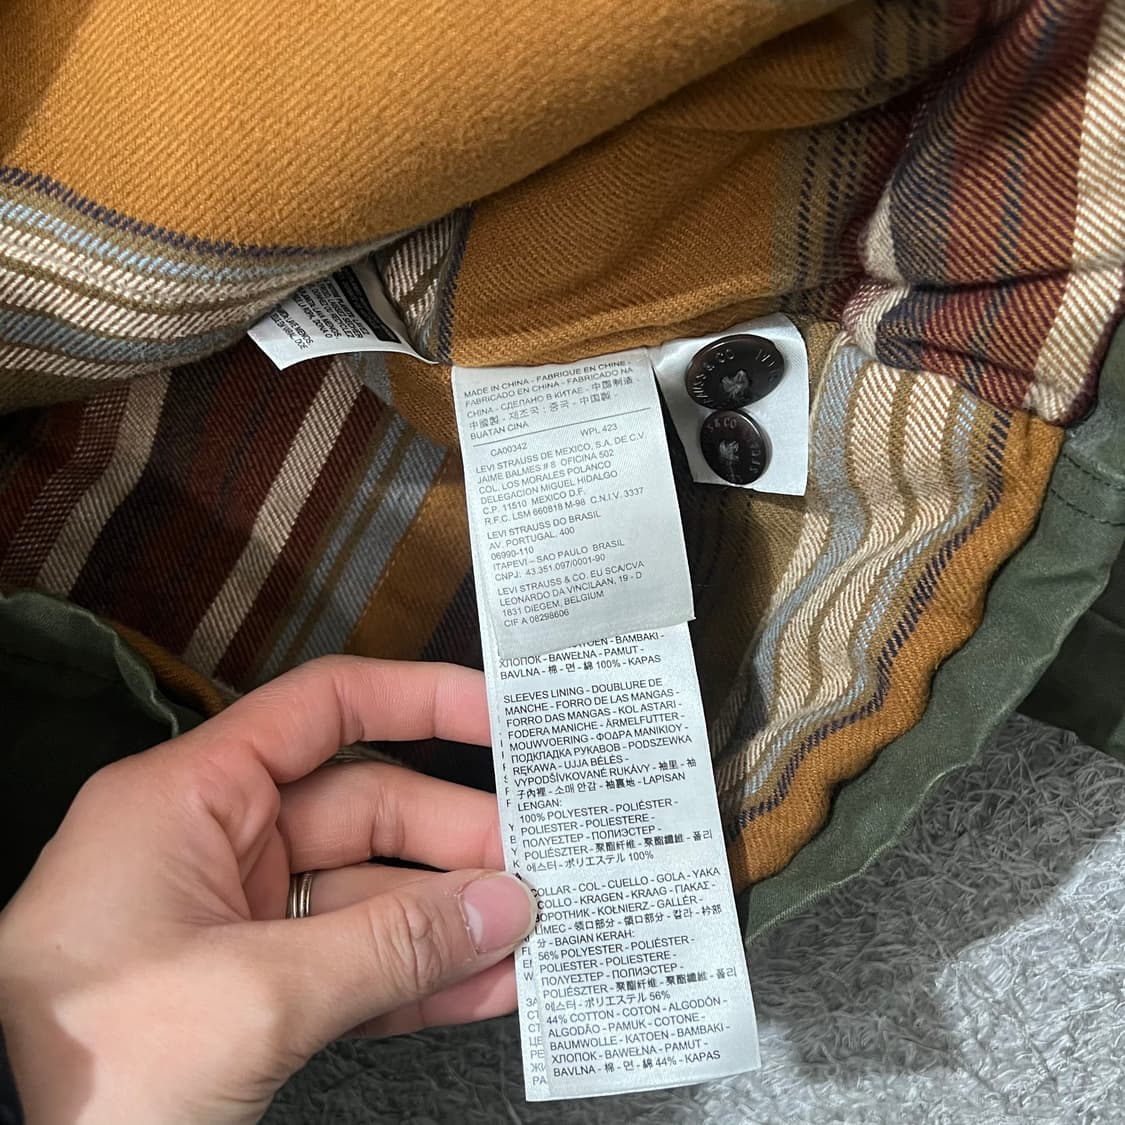 MADE IN CHINA - FABRIQUE EN CHINE -
FABRICADO EN CHINA - FABRICADO NA
CHINA - СДЕЛАНО В КИТАЕ - 中国制造 -
中國製 - 제조국 : 중국 - 中国製 -
BUATAN CINA
CA00342 WPL 423
LEVI STRAUSS DE MEXICO, S.A. DE C.V
JAIME BALMES # 8 OFICINA 502
COL. LOS MORALES POLANCO
DELEGACION MIGUEL HIDALGO
C.P. 11510 MEXICO D.F.
R.F.C. LSM 660818 M-98 C.N.I.V. 3337
LEVI STRAUSS DO BRASIL
AV. PORTUGAL, 400
06990-110
ITAPEVI – SAO PAULO BRASIL
CNPJ: 43.351.097/0001-90
LEVI STRAUSS & CO. EU SCA/CVA
LEONARDO DA VINCILAAN, 19 - D
1831 DIEGEM, BELGIUM
CIF A 08298606
KATOEN - BAMBAKI -
ХЛОПОК - BAWEŁNA - PAMUT -
BAVLNA - 棉 - 면 - 綿 100% - KAPAS
SLEEVES LINING - DOUBLURE DE
MANCHE - FORRO DE LAS MANGAS -
FORRO DAS MANGAS - KOL ASTARI -
FODERA MANICHE - ÄRMELFUTTER -
MOUWVOERING - ΦΟΔΡΑ ΜΑΝΙΚΙΟΥ -
ПОДКЛАДКА РУКАВОВ - PODSZEWKA
RĘKAWA - UJJA BÉLÉS -
VYPODŠÍVKOVANÉ RUKÁVY - 袖里 - 袖
子內裡 - 소매 안감 - 袖裏地 - LAPISAN
LENGAN:
100% POLYESTER - POLIÉSTER -
POLIESTER - POLIESTERE -
ΠΟΛΥΕΣΤΕΡ - ПОЛИЭСТЕР -
POLIÉSZTER - 聚酯纤维 - 聚酯纖維 - 폴리
에스터 - ポリエステル 100%
COLLAR - COL - CUELLO - GOLA - YAKA
COLLO - KRAGEN - KRAAG - ΓΙΑΚΑΣ -
ВОРОТНИК - KOŁNIERZ - GALLÉR -
LÍMEC - 领口部分 - 領口部分 - 칼라 - 衿部
分 - BAGIAN KERAH:
56% POLYESTER - POLIÉSTER -
POLIESTER - POLIESTERE -
ΠΟΛΥΕΣΤΕΡ - ПОЛИЭСТЕР -
POLIÉSZTER - 聚酯纤维 - 聚酯纖維 - 폴리
에스터 - ポリエステル 56%
44% COTTON - COTON - ALGODÓN -
ALGODÃO - PAMUK - COTONE -
BAUMWOLLE - KATOEN - BAMBAKI -
ХЛОПОК - BAWEŁNA - PAMUT -
BAVLNA - 棉 - 면 - 綿 44% - KAPAS